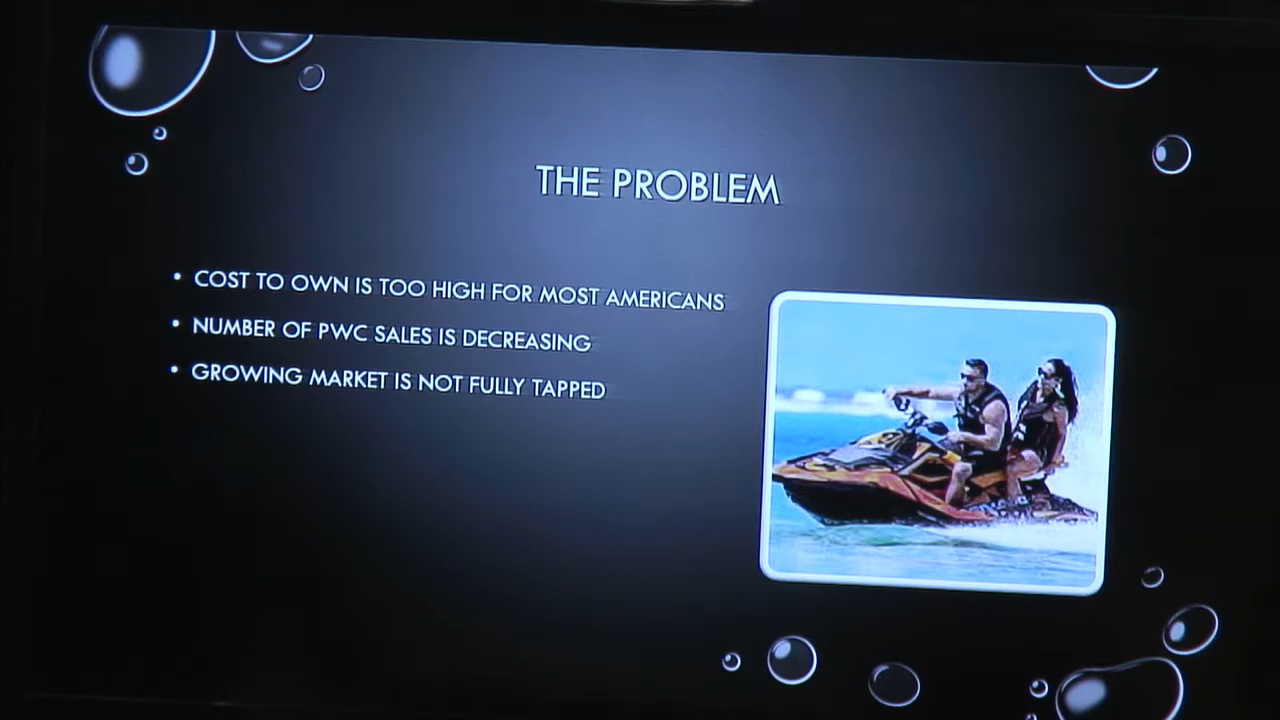 THE PROBLEM
• COST TO OWN IS TOO HIGH FOR MOST AMERICANS
• NUMBER OF PWC SALES IS DECREASING
• GROWING MARKET IS NOT FULLY TAPPED